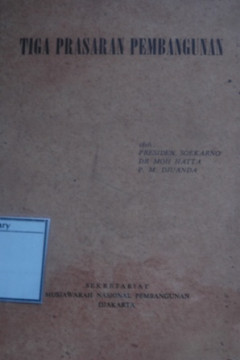 TIGA PRASARAN PEMBANGUNAN
oleh
PRESIDEN SOEKARNO
DR MOH HATTA
P. M. DJUANDA
SEKRETARIAT
MUSJAWARAH NASIONAL PEMBANGUNAN
DJAKARTA